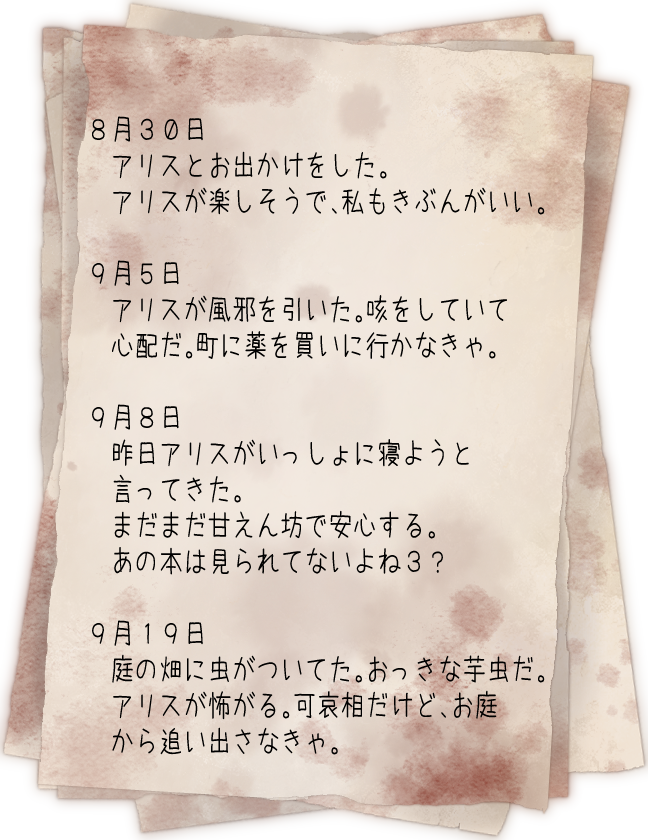 8月30日
アリスとお出かけをした。
アリスが楽しそうで、私もきぶんがいい。
9月5日
アリスが風邪を引いた。咳をしていて
心配だ。町に薬を買いに行かなきゃ。
9月8日
昨日アリスがいっしょに寝ようと
言ってきた。
まだまだ甘えん坊で安心する。
あの本は見られてないよね3?
9月19日
庭の畑に虫がついてた。おっきな芋虫だ。
アリスが怖がる。可哀相だけど、お庭
から追い出さなきゃ。